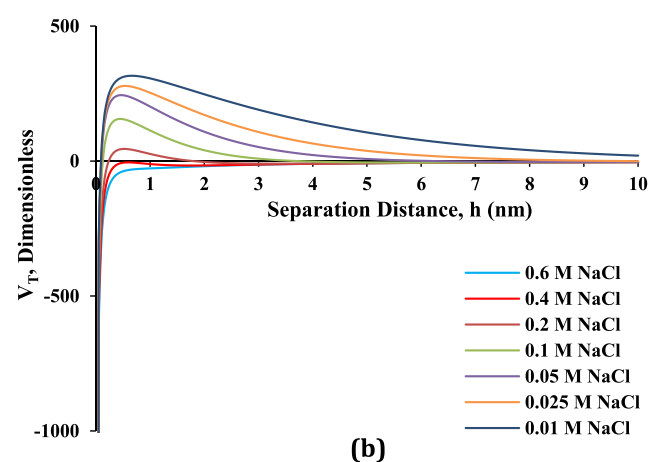 500
0
-500
-1000
V_T, Dimensionless
0 1 2 3 4 5 6 7 8 9 10
Separation Distance, h (nm)
0.6 M NaCl
0.4 M NaCl
0.2 M NaCl
0.1 M NaCl
0.05 M NaCl
0.025 M NaCl
0.01 M NaCl
(b)